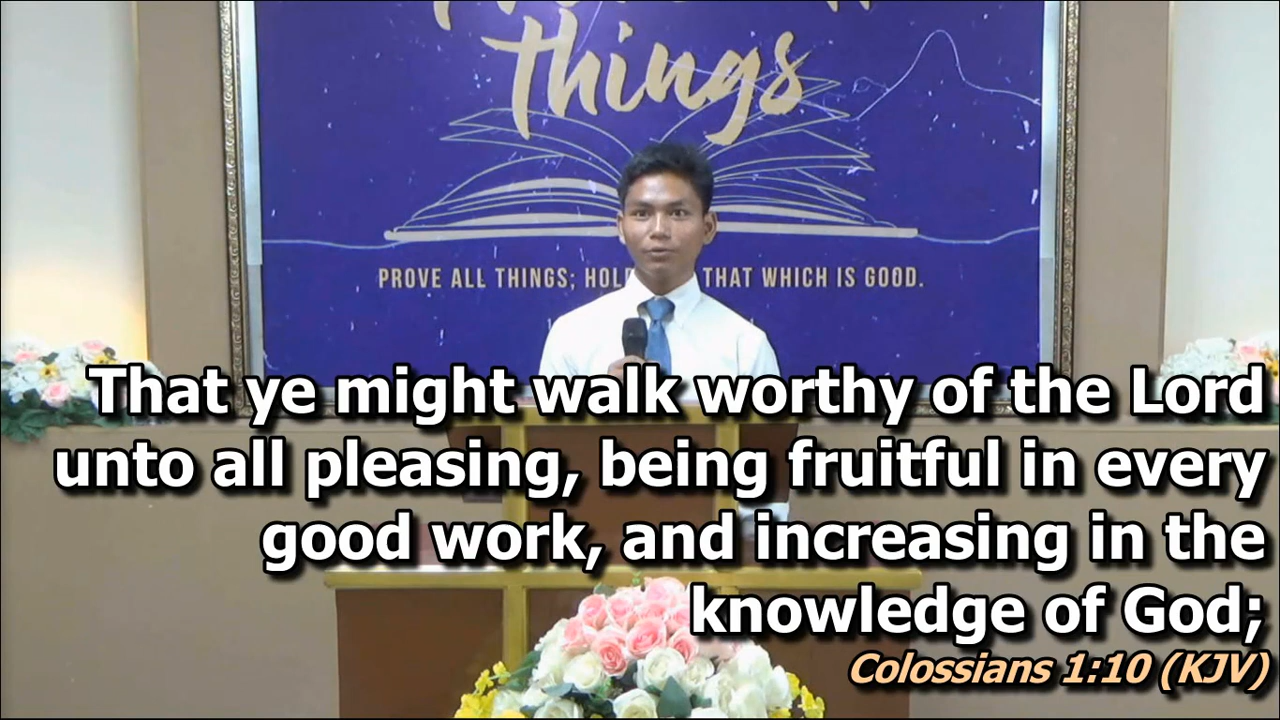 things
PROVE ALL THINGS; HOL THAT WHICH IS GOOD.
That ye might walk worthy of the Lord
unto all pleasing, being fruitful in every
good work, and increasing in the
knowledge of God;
Colossians 1:10 (KJV)